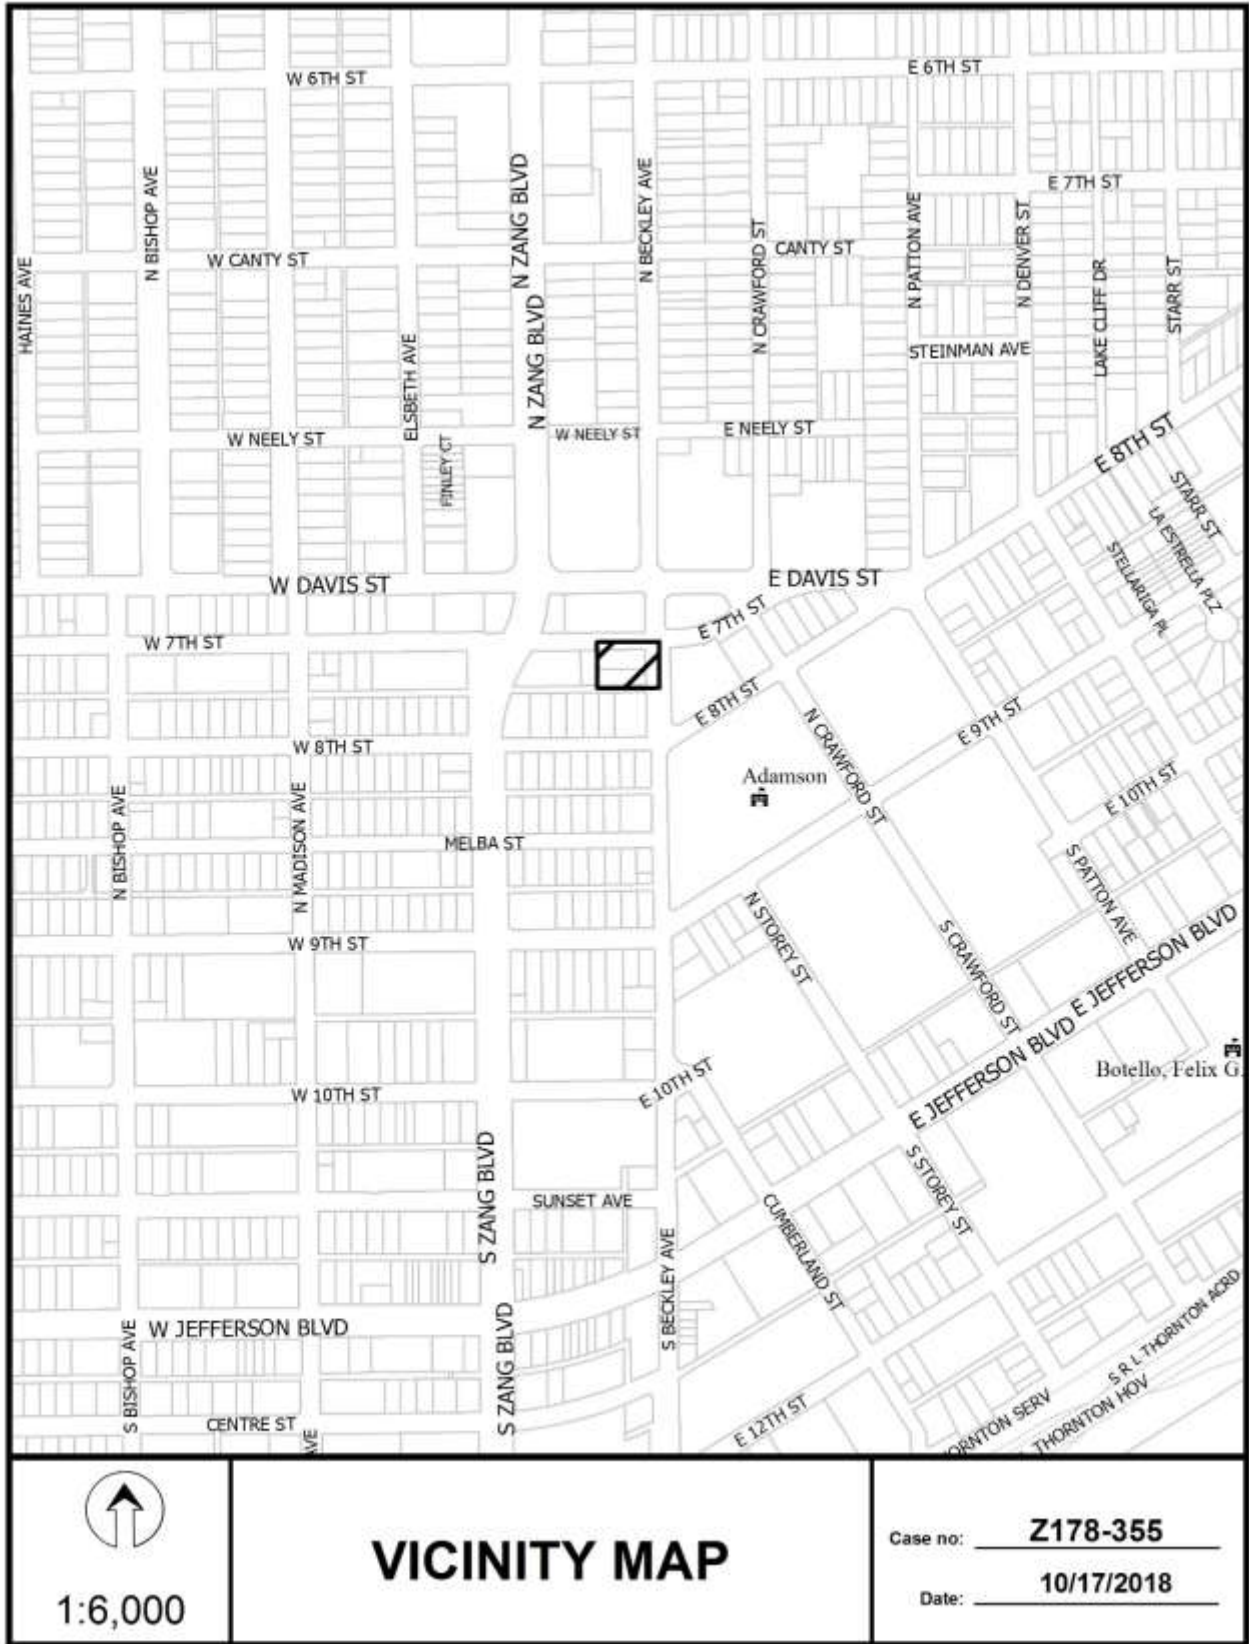 W 6TH ST
E 6TH ST
E 7TH ST
N BISHOP AVE
N ZANG BLVD
N BECKLEY AVE
N PATTON AVE
N DENVER ST
N CRAWFORD ST
W CANTY ST
CANTY ST
HAINES AVE
LAKE CLIFF DR
STARR ST
N ZANG BLVD
ELSBETH AVE
STEINMAN AVE
W NEELY ST
FINLEY CT
W NEELY ST
E NEELY ST
E 8TH ST
STARR ST
LA ESTRELLA PLZ
STELLARIGA PL
W DAVIS ST
E DAVIS ST
W 7TH ST
E 7TH ST
E 8TH ST
N CRAWFORD ST
E 9TH ST
W 8TH ST
Adamson
E 10TH ST
N BISHOP AVE
N MADISON AVE
MELBA ST
S PATTON AVE
N STOREY ST
S CRAWFORD ST
W 9TH ST
E JEFFERSON BLVD
E JEFFERSON BLVD
Botello, Felix G.
W 10TH ST
E 10TH ST
S ZANG BLVD
SUNSET AVE
S STOREY ST
CUMBERLAND ST
S BECKLEY AVE
W JEFFERSON BLVD
S BISHOP AVE
S ZANG BLVD
S R L THORNTON ACRD
CENTRE ST
AVE
E 12TH ST
ORNTON SERV
THORNTON HOV
1:6,000
VICINITY MAP
Case no: Z178-355
Date: 10/17/2018